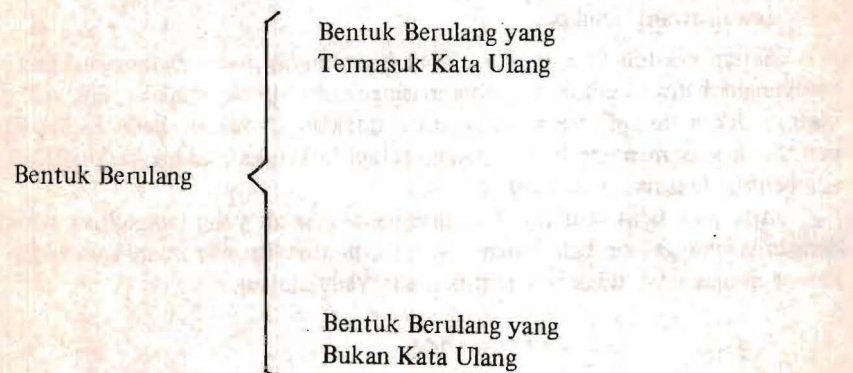 Bentuk Berulang yang
Termasuk Kata Ulang
Bentuk Berulang
Bentuk Berulang yang
Bukan Kata Ulang